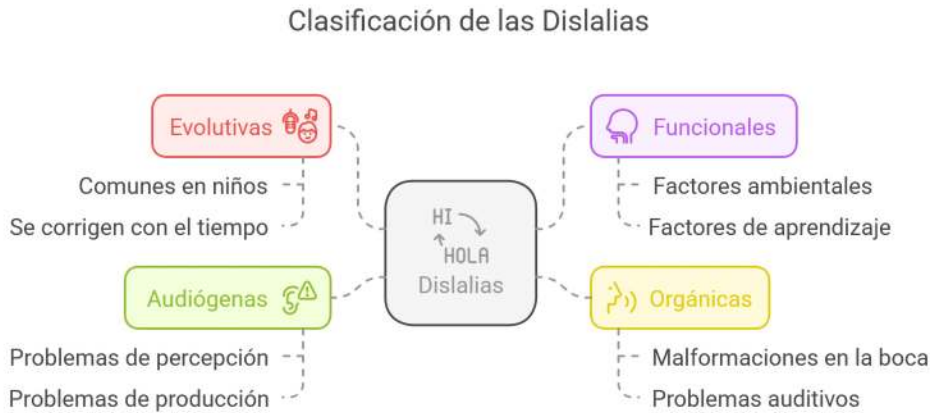 Clasificación de las Dislalias
Evolutivas
Comunes en niños
Se corrigen con el tiempo
Audiógenas
Problemas de percepción
Problemas de producción
HI
HOLA
Dislalias
Funcionales
Factores ambientales
Factores de aprendizaje
Orgánicas
Malformaciones en la boca
Problemas auditivos